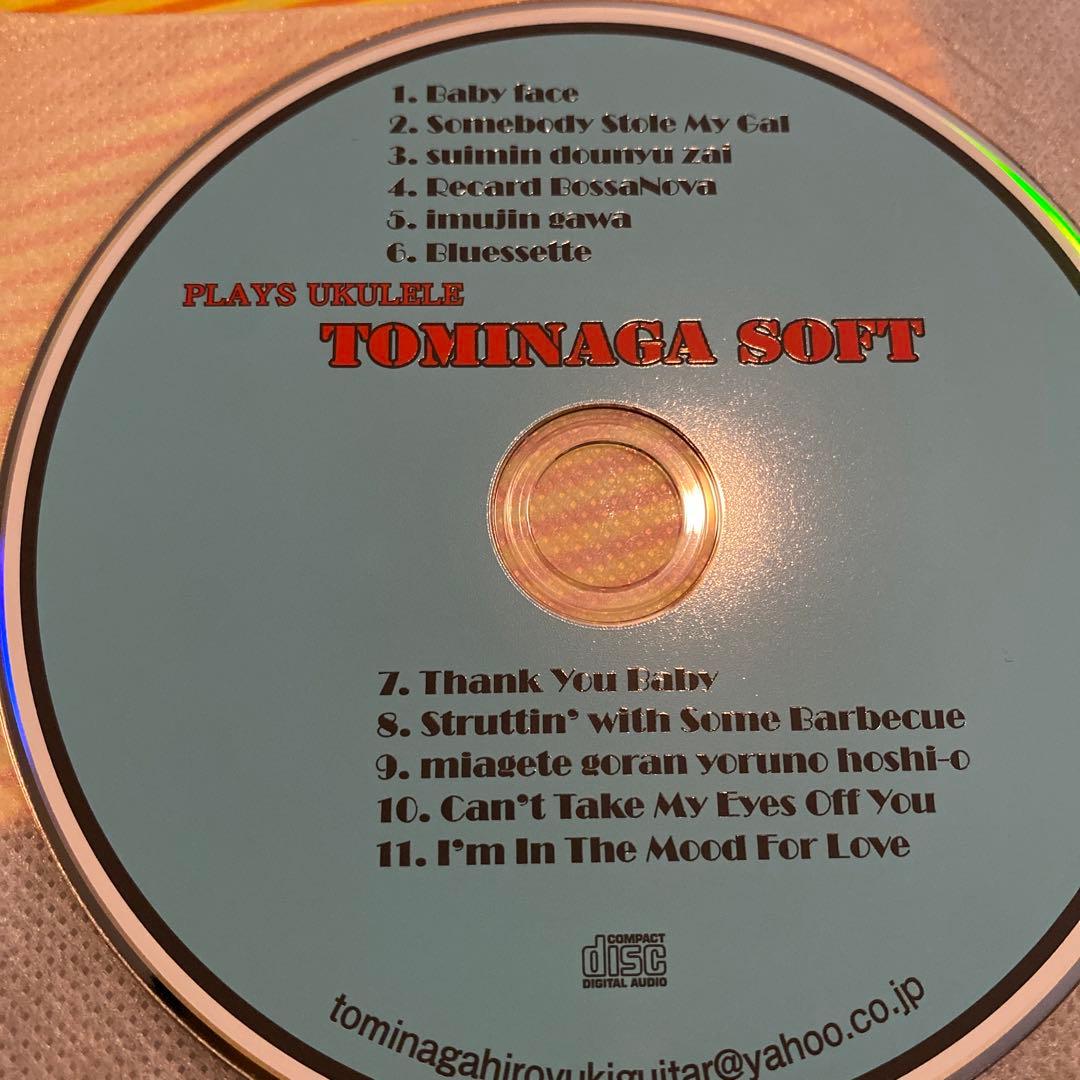 1. Baby face
2. Somebody Stole My Gal
3. suimin dounyu zai
4. Recard BossaNova
5. imujin gawa
6. Bluessette
PLAYS UKULELE
TOMINAGA SOFT
7. Thank You Baby
8. Struttin' with Some Barbecue
9. miagete goran yoruno hoshi-o
10. Can't Take My Eyes Off You
11. I'm In The Mood For Love
COMPACT
disc
DIGITAL AUDIO
tominagahiroyukiguitar@yahoo.co.jp